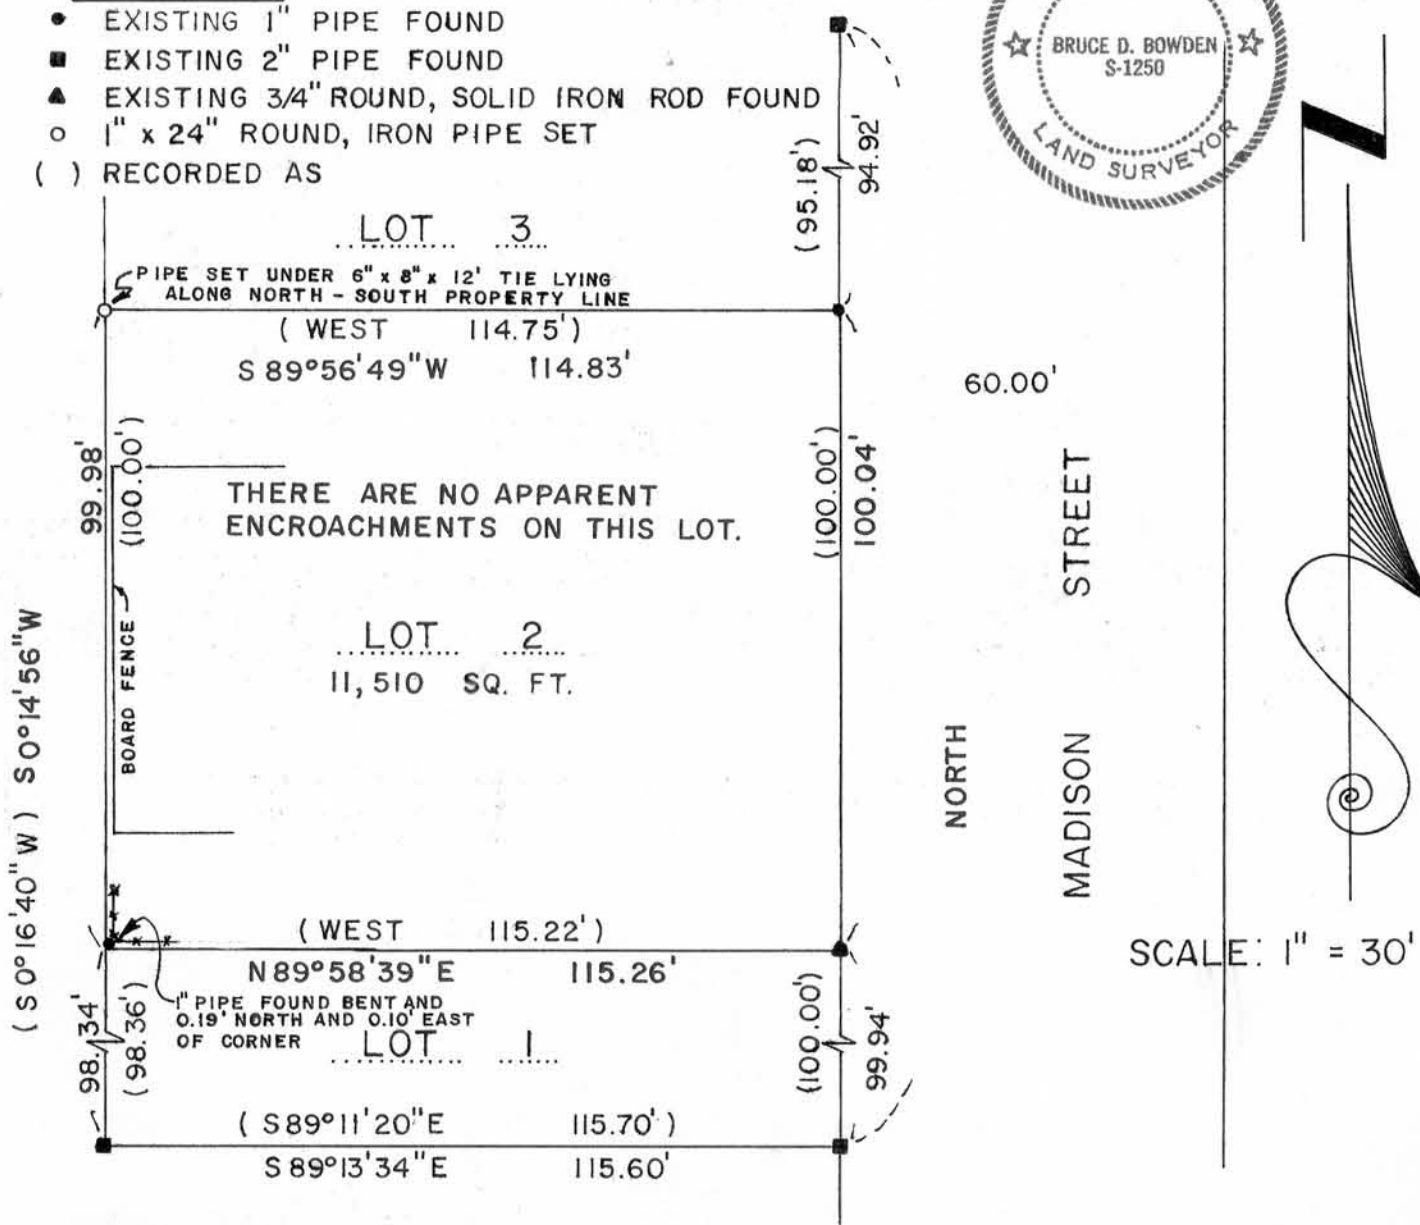 ● EXISTING 1" PIPE FOUND
■ EXISTING 2" PIPE FOUND
▲ EXISTING 3/4" ROUND, SOLID IRON ROD FOUND
○ 1" x 24" ROUND, IRON PIPE SET
( ) RECORDED AS
BRUCE D. BOWDEN
S-1250
LAND SURVEYOR
(95.18')
94.92'
LOT 3
PIPE SET UNDER 6" x 8" x 12' TIE LYING
ALONG NORTH - SOUTH PROPERTY LINE
( WEST 114.75')
S 89°56'49" W 114.83'
60.00'
99.98'
(100.00')
(100.00')
100.04'
THERE ARE NO APPARENT
ENCROACHMENTS ON THIS LOT.
BOARD FENCE
LOT 2
11,510 SQ. FT.
(S 0°16'40" W) S 0°14'56" W
NORTH
MADISON STREET
SCALE: 1" = 30'
( WEST 115.22')
N 89°58'39" E 115.26'
1" PIPE FOUND BENT AND
0.19' NORTH AND 0.10' EAST
OF CORNER
98.34'
(98.36')
(100.00')
99.94'
LOT 1
( S 89°11'20" E 115.70' )
S 89°13'34" E 115.60'